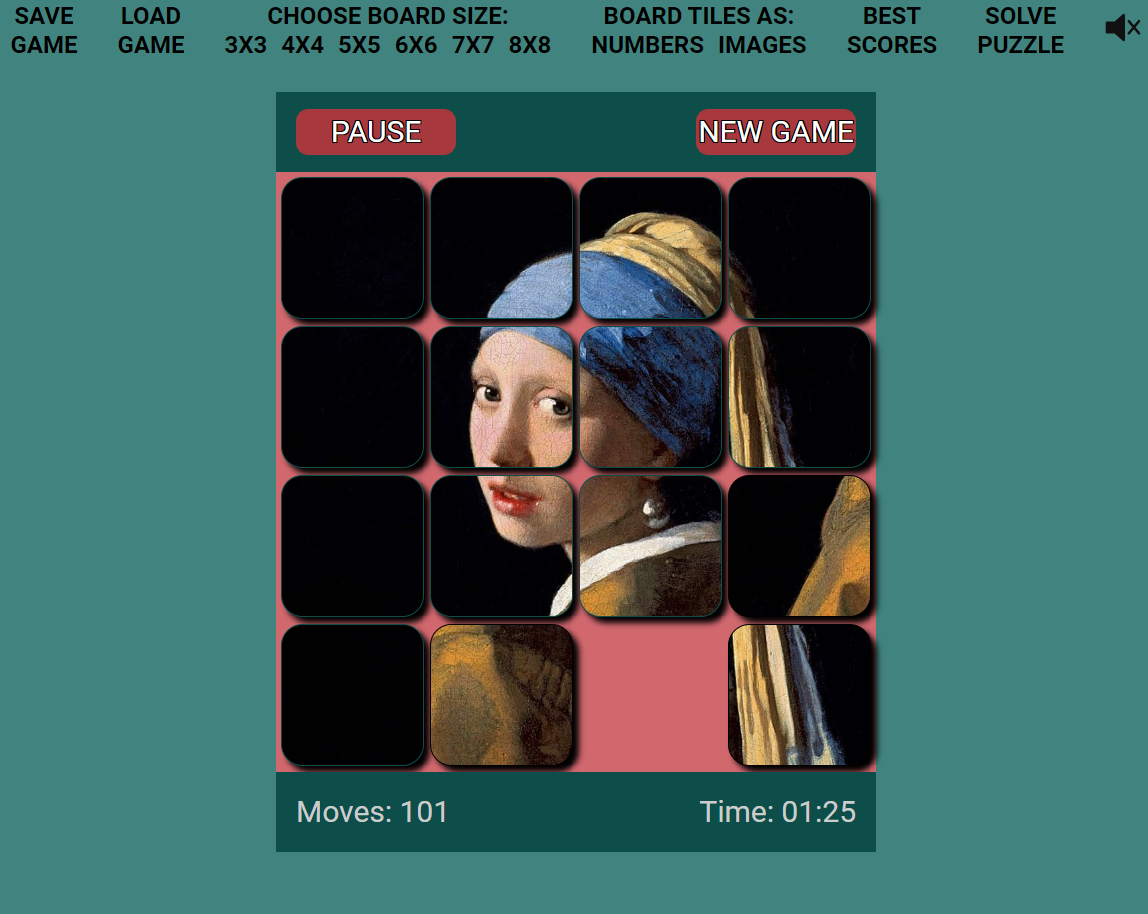 SAVE GAME
LOAD GAME
CHOOSE BOARD SIZE:
3X3 4X4 5X5 6X6 7X7 8X8
BOARD TILES AS:
NUMBERS IMAGES
BEST SCORES
SOLVE PUZZLE
PAUSE
NEW GAME
Moves: 101
Time: 01:25